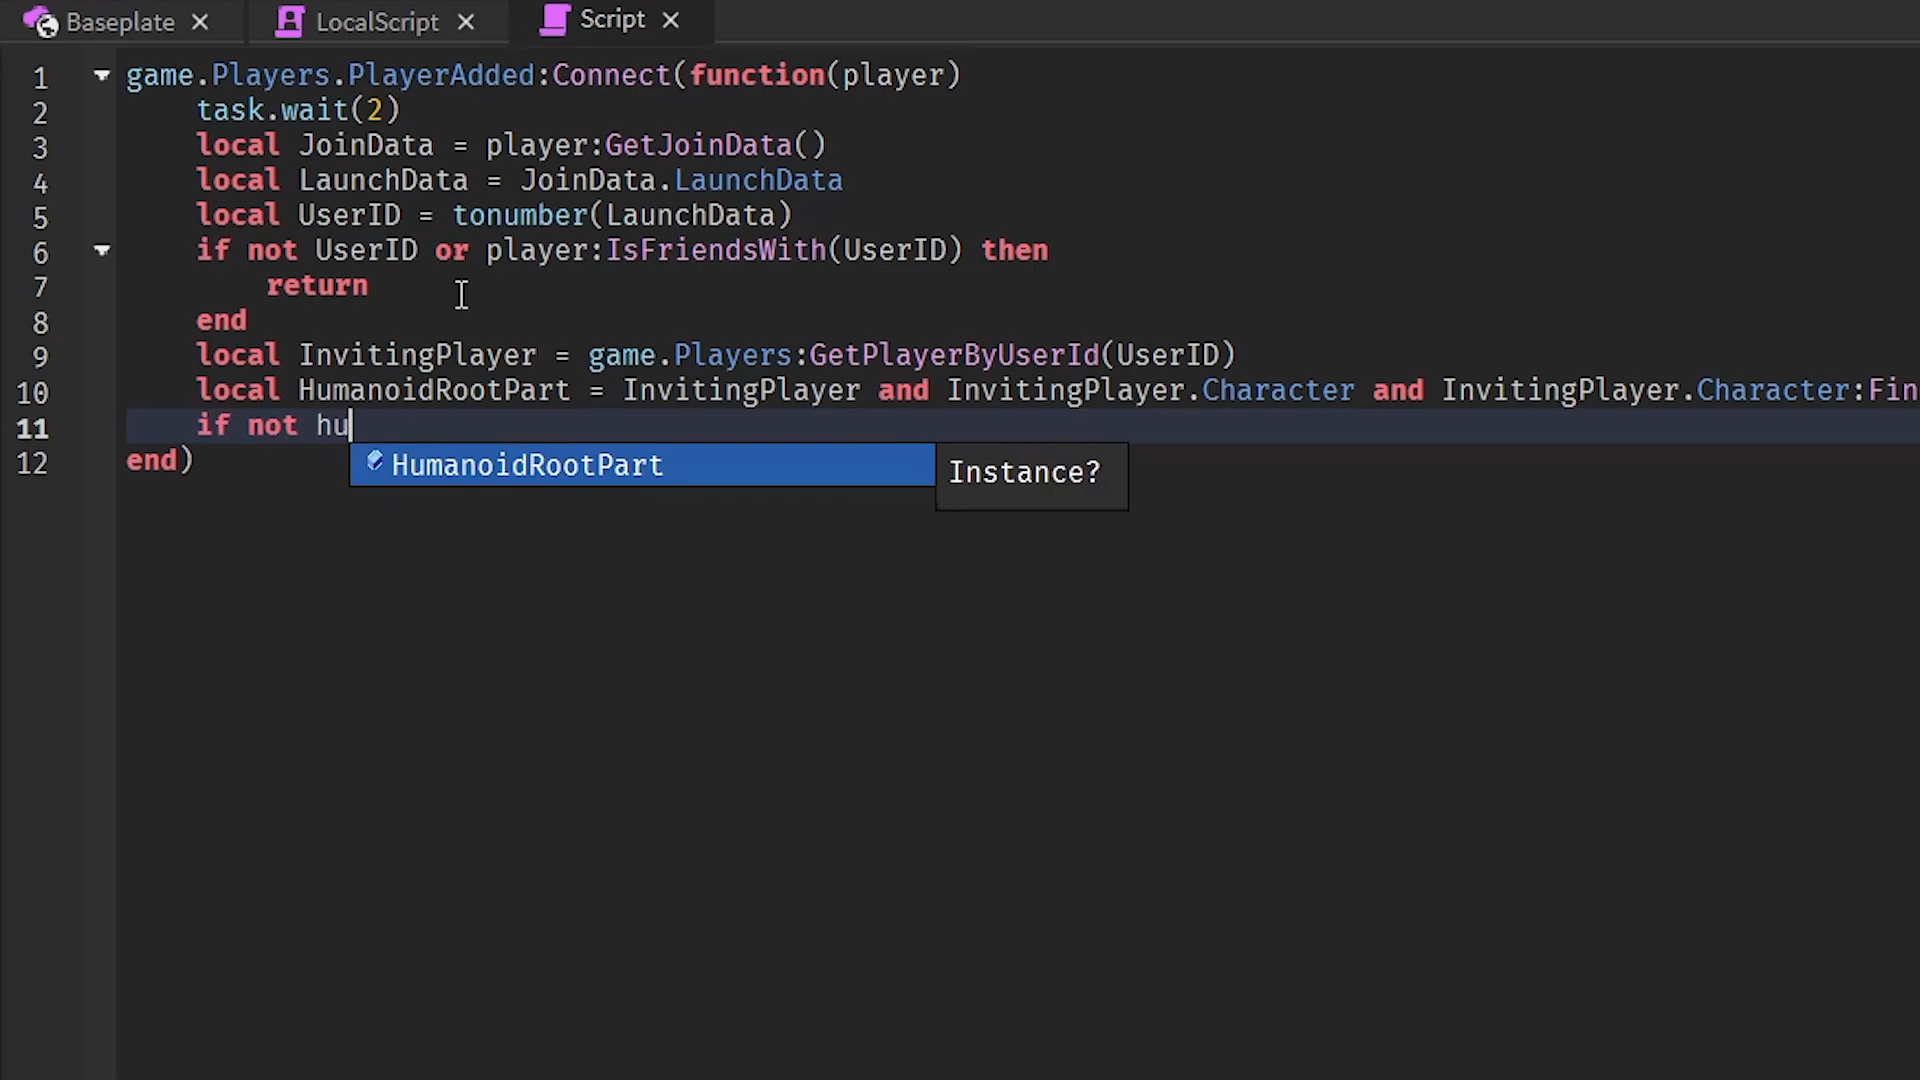 Baseplate LocalScript Script
1 game.Players.PlayerAdded:Connect(function(player)
2 task.wait(2)
3 local JoinData = player:GetJoinData()
4 local LaunchData = JoinData.LaunchData
5 local UserID = tonumber(LaunchData)
6 if not UserID or player:IsFriendsWith(UserID) then
7 return
8 end
9 local InvitingPlayer = game.Players:GetPlayerByUserId(UserID)
10 local HumanoidRootPart = InvitingPlayer and InvitingPlayer.Character and InvitingPlayer.Character:Fin
11 if not hu
12 end)
HumanoidRootPart Instance?